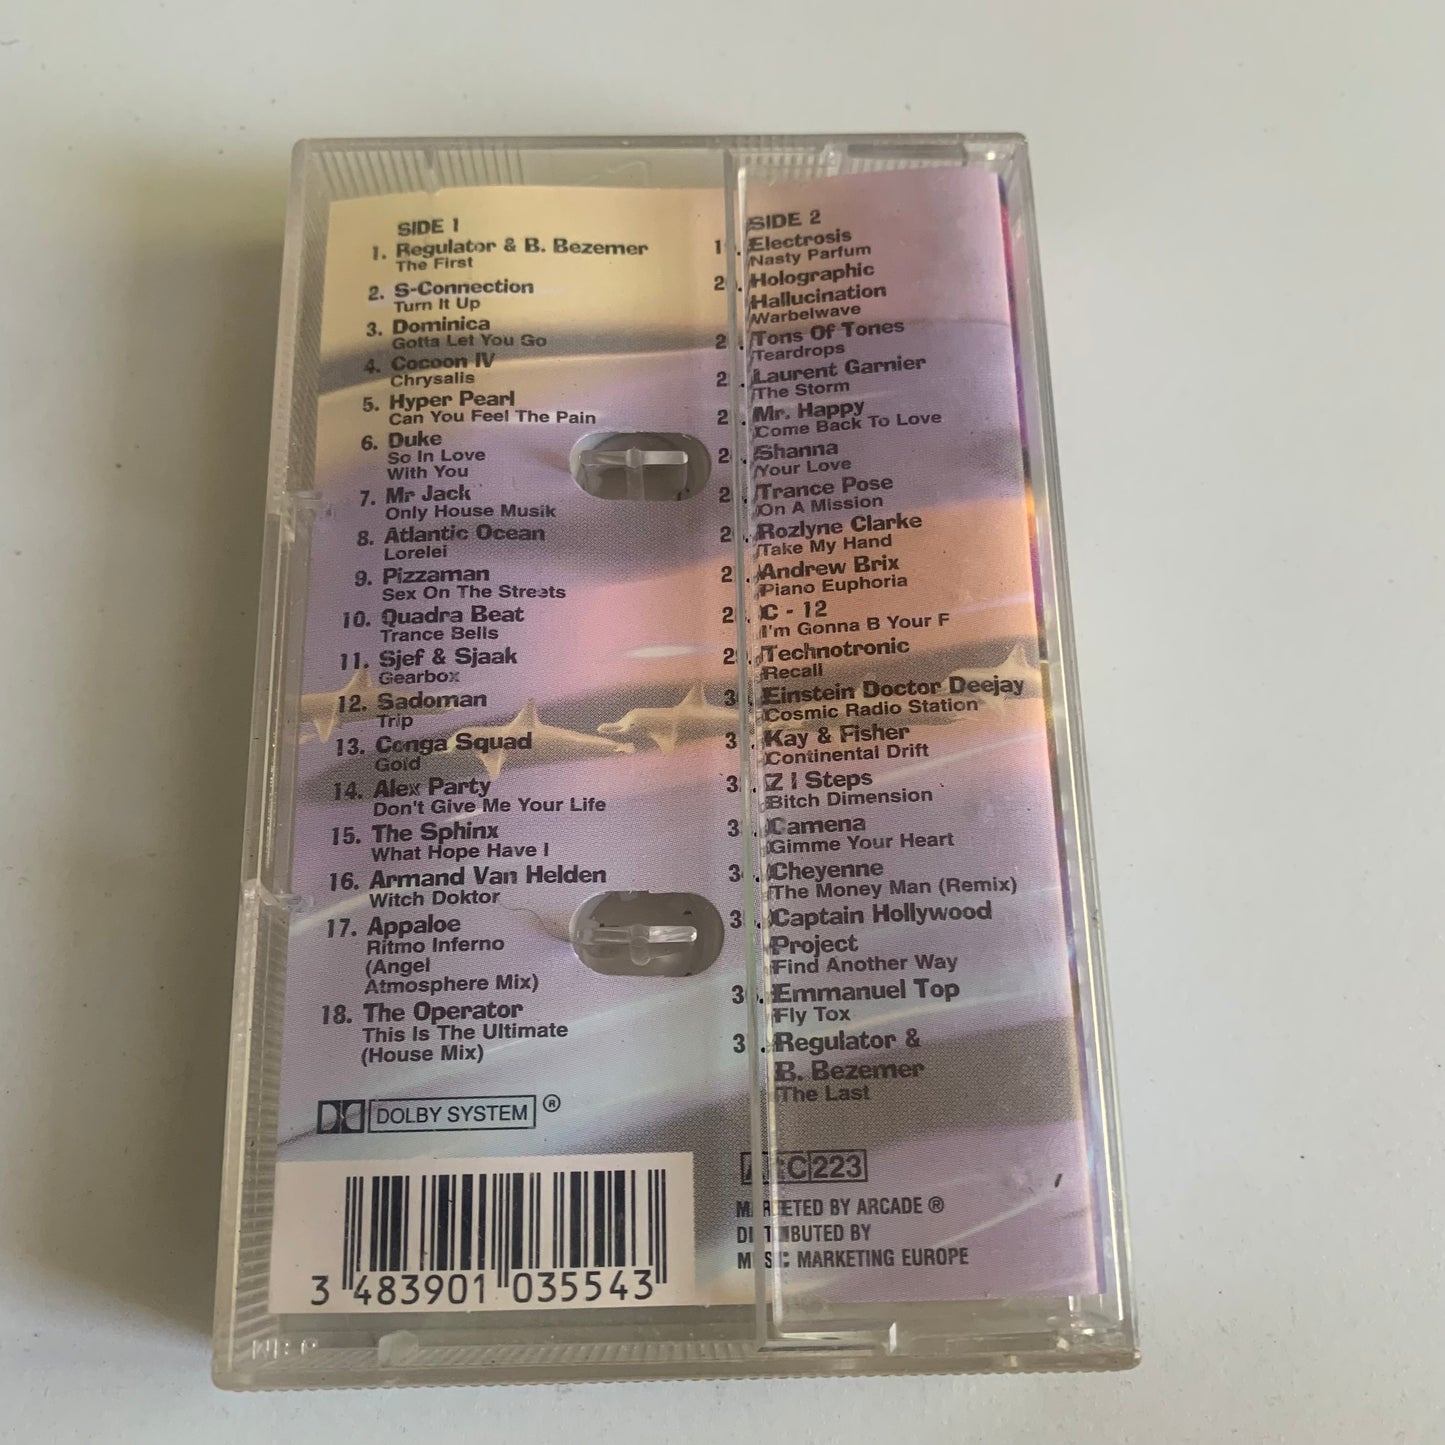 SIDE 1
1. Regulator & B. Bezemer
The First
2. S-Connection
Turn It Up
3. Dominica
Gotta Let You Go
4. Cocoon IV
Chrysalis
5. Hyper Pearl
Can You Feel The Pain
6. Duke
So In Love
With You
7. Mr Jack
Only House Musik
8. Atlantic Ocean
Lorelei
9. Pizzaman
Sex On The Streets
10. Quadra Beat
Trance Bells
11. Sjef & Sjaak
Gearbox
12. Sadoman
Trip
13. Conga Squad
Gold
14. Alex Party
Don't Give Me Your Life
15. The Sphinx
What Hope Have I
16. Armand Van Helden
Witch Doktor
17. Appaloe
Ritmo Inferno
(Angel
Atmosphere Mix)
18. The Operator
This Is The Ultimate
(House Mix)
DOLBY SYSTEM ®
3 483901 035543
SIDE 2
Electrosis
Nasty Parfum
Holographic
Hallucination
Warbelwave
Tons Of Tones
Teardrops
Laurent Garnier
The Storm
Mr. Happy
Come Back To Love
Shanna
Your Love
Trance Pose
On A Mission
Rozlyne Clarke
Take My Hand
Andrew Brix
Piano Euphoria
C - 12
I'm Gonna B Your F
Technotronic
Recall
Einstein Doctor Deejay
Cosmic Radio Station
Kay & Fisher
Continental Drift
Z I Steps
Bitch Dimension
Camena
Gimme Your Heart
Cheyenne
The Money Man (Remix)
Captain Hollywood
Project
Find Another Way
Emmanuel Top
Fly Tox
Regulator &
B. Bezemer
The Last
ARC 223
MARKETED BY ARCADE ®
DISTRIBUTED BY
MUSIC MARKETING EUROPE